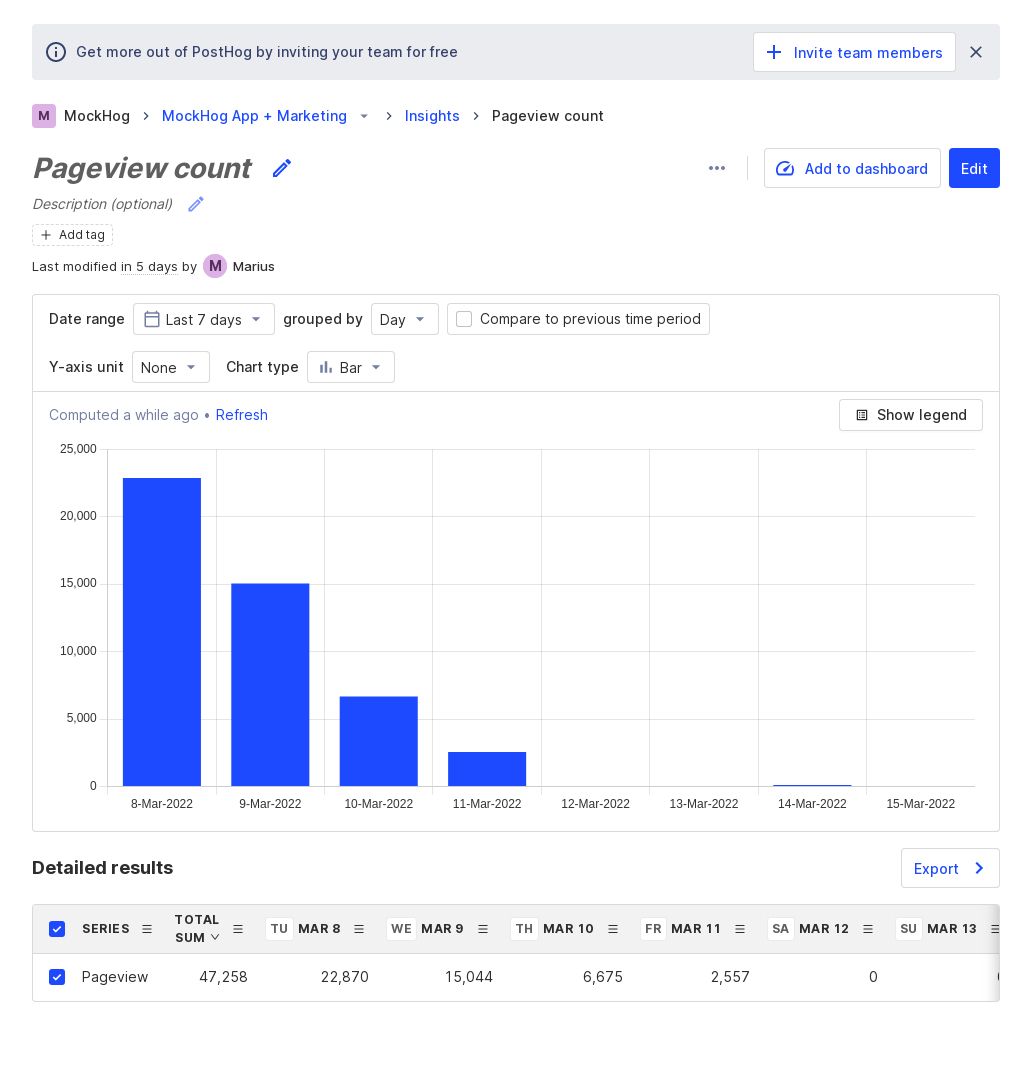 Get more out of PostHog by inviting your team for free
Invite team members
M MockHog MockHog App + Marketing Insights Pageview count
Pageview count
Add to dashboard Edit
Description (optional)
Add tag
Last modified in 5 days by M Marius
Date range Last 7 days grouped by Day Compare to previous time period
Y-axis unit None Chart type Bar
Computed a while ago • Refresh
Show legend
25,000
20,000
15,000
10,000
5,000
0
8-Mar-2022 9-Mar-2022 10-Mar-2022 11-Mar-2022 12-Mar-2022 13-Mar-2022 14-Mar-2022 15-Mar-2022
Detailed results
Export
SERIES TOTAL SUM TU MAR 8 WE MAR 9 TH MAR 10 FR MAR 11 SA MAR 12 SU MAR 13
Pageview 47,258 22,870 15,044 6,675 2,557 0